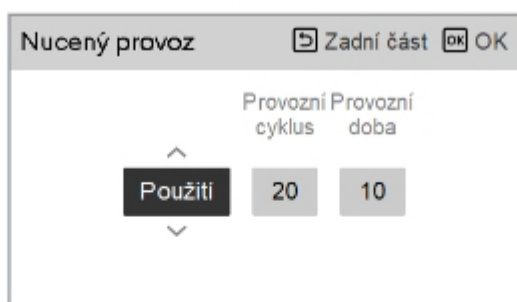 Nucený provoz Zadní část OK OK
Provozní Provozní
cyklus doba
Použití 20 10